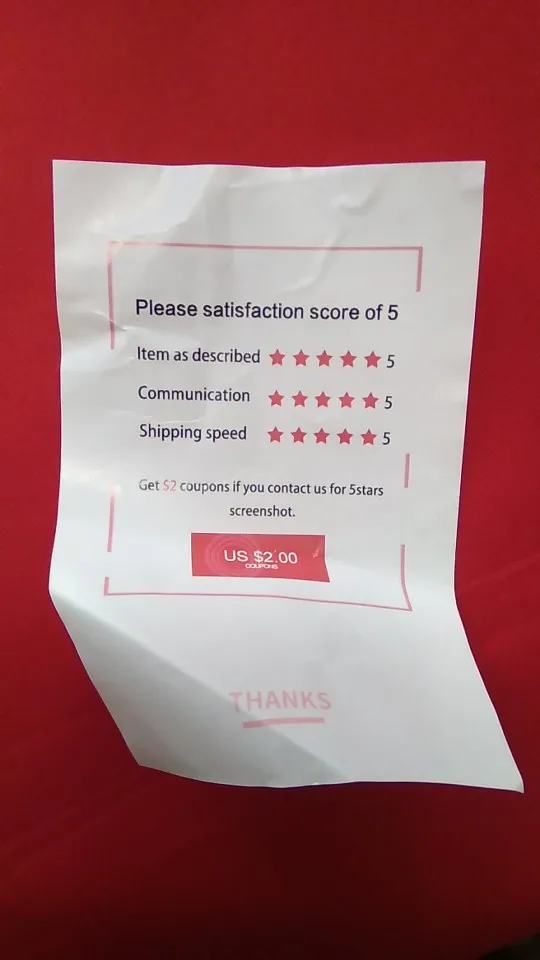 Please satisfaction score of 5
Item as described ★★★★★ 5
Communication ★★★★★ 5
Shipping speed ★★★★★ 5
Get $2 coupons if you contact us for 5stars
screenshot.
US $2.00
COUPONS
THANKS